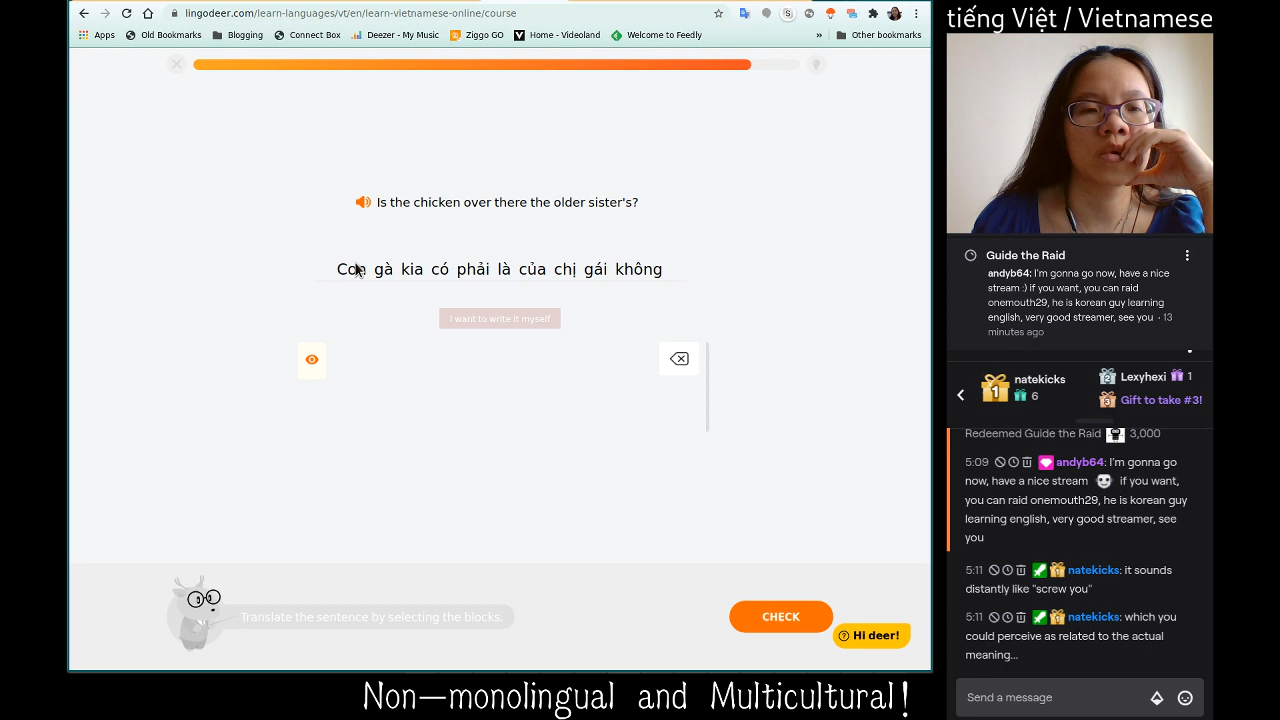 lingodeer.com/learn-languages/vt/en/learn-vietnamese-online/course
Apps Old Bookmarks Blogging Connect Box Deezer - My Music Ziggo GO Home - Videoland Welcome to Feedly » Other bookmarks
Is the chicken over there the older sister's?
Con gà kia có phải là của chị gái không
I want to write it myself
Translate the sentence by selecting the blocks.
CHECK
Hi deer!
tiếng Việt / Vietnamese
Guide the Raid
andyb64: I'm gonna go now, have a nice
stream :) if you want, you can raid
onemouth29, he is korean guy learning
english, very good streamer, see you · 13
minutes ago
natekicks
6
Lexyhexi 1
Gift to take #3!
Redeemed Guide the Raid 3,000
5:09 andyb64: I'm gonna go
now, have a nice stream if you want,
you can raid onemouth29, he is korean guy
learning english, very good streamer, see
you
5:11 natekicks: it sounds
distantly like "screw you"
5:11 natekicks: which you
could perceive as related to the actual
meaning...
Send a message
Non-monolingual and Multicultural!